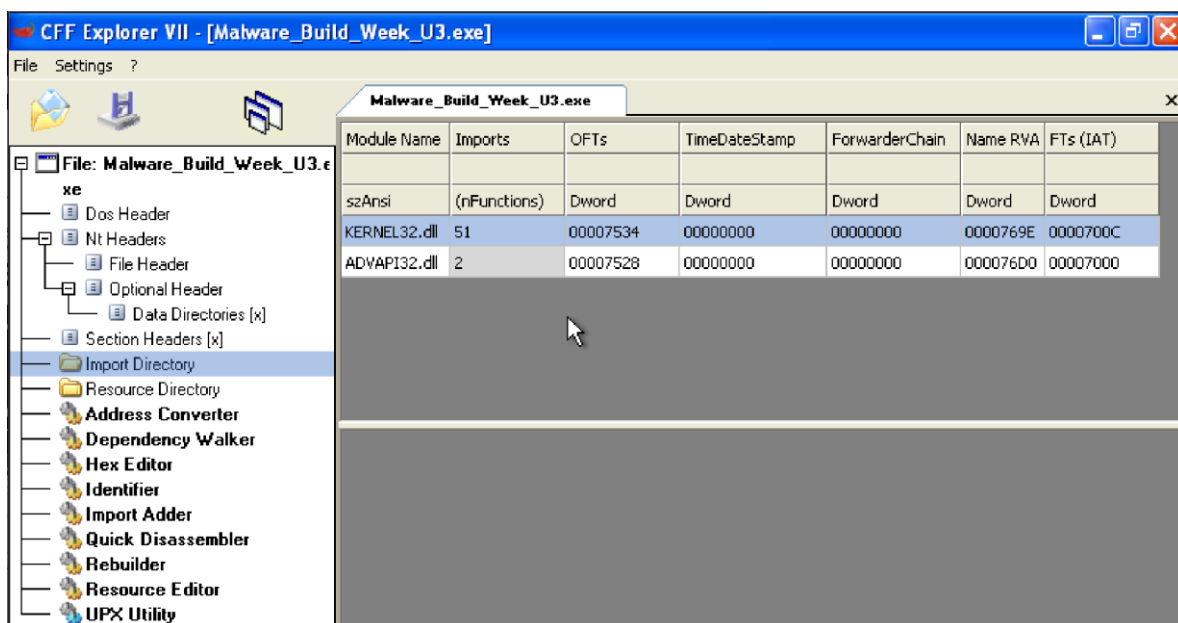 CFF Explorer VII - [Malware_Build_Week_U3.exe]
File Settings ?
Malware_Build_Week_U3.exe
File: Malware_Build_Week_U3.e
xe
Dos Header
Nt Headers
File Header
Optional Header
Data Directories [x]
Section Headers [x]
Import Directory
Resource Directory
Address Converter
Dependency Walker
Hex Editor
Identifier
Import Adder
Quick Disassembler
Rebuilder
Resource Editor
UPX Utility
Module Name Imports OFTs TimeDateStamp ForwarderChain Name RVA FTs (IAT)
szAnsi (nFunctions) Dword Dword Dword Dword Dword
KERNEL32.dll 51 00007534 00000000 00000000 0000769E 0000700C
ADVAPI32.dll 2 00007528 00000000 00000000 000076D0 00007000